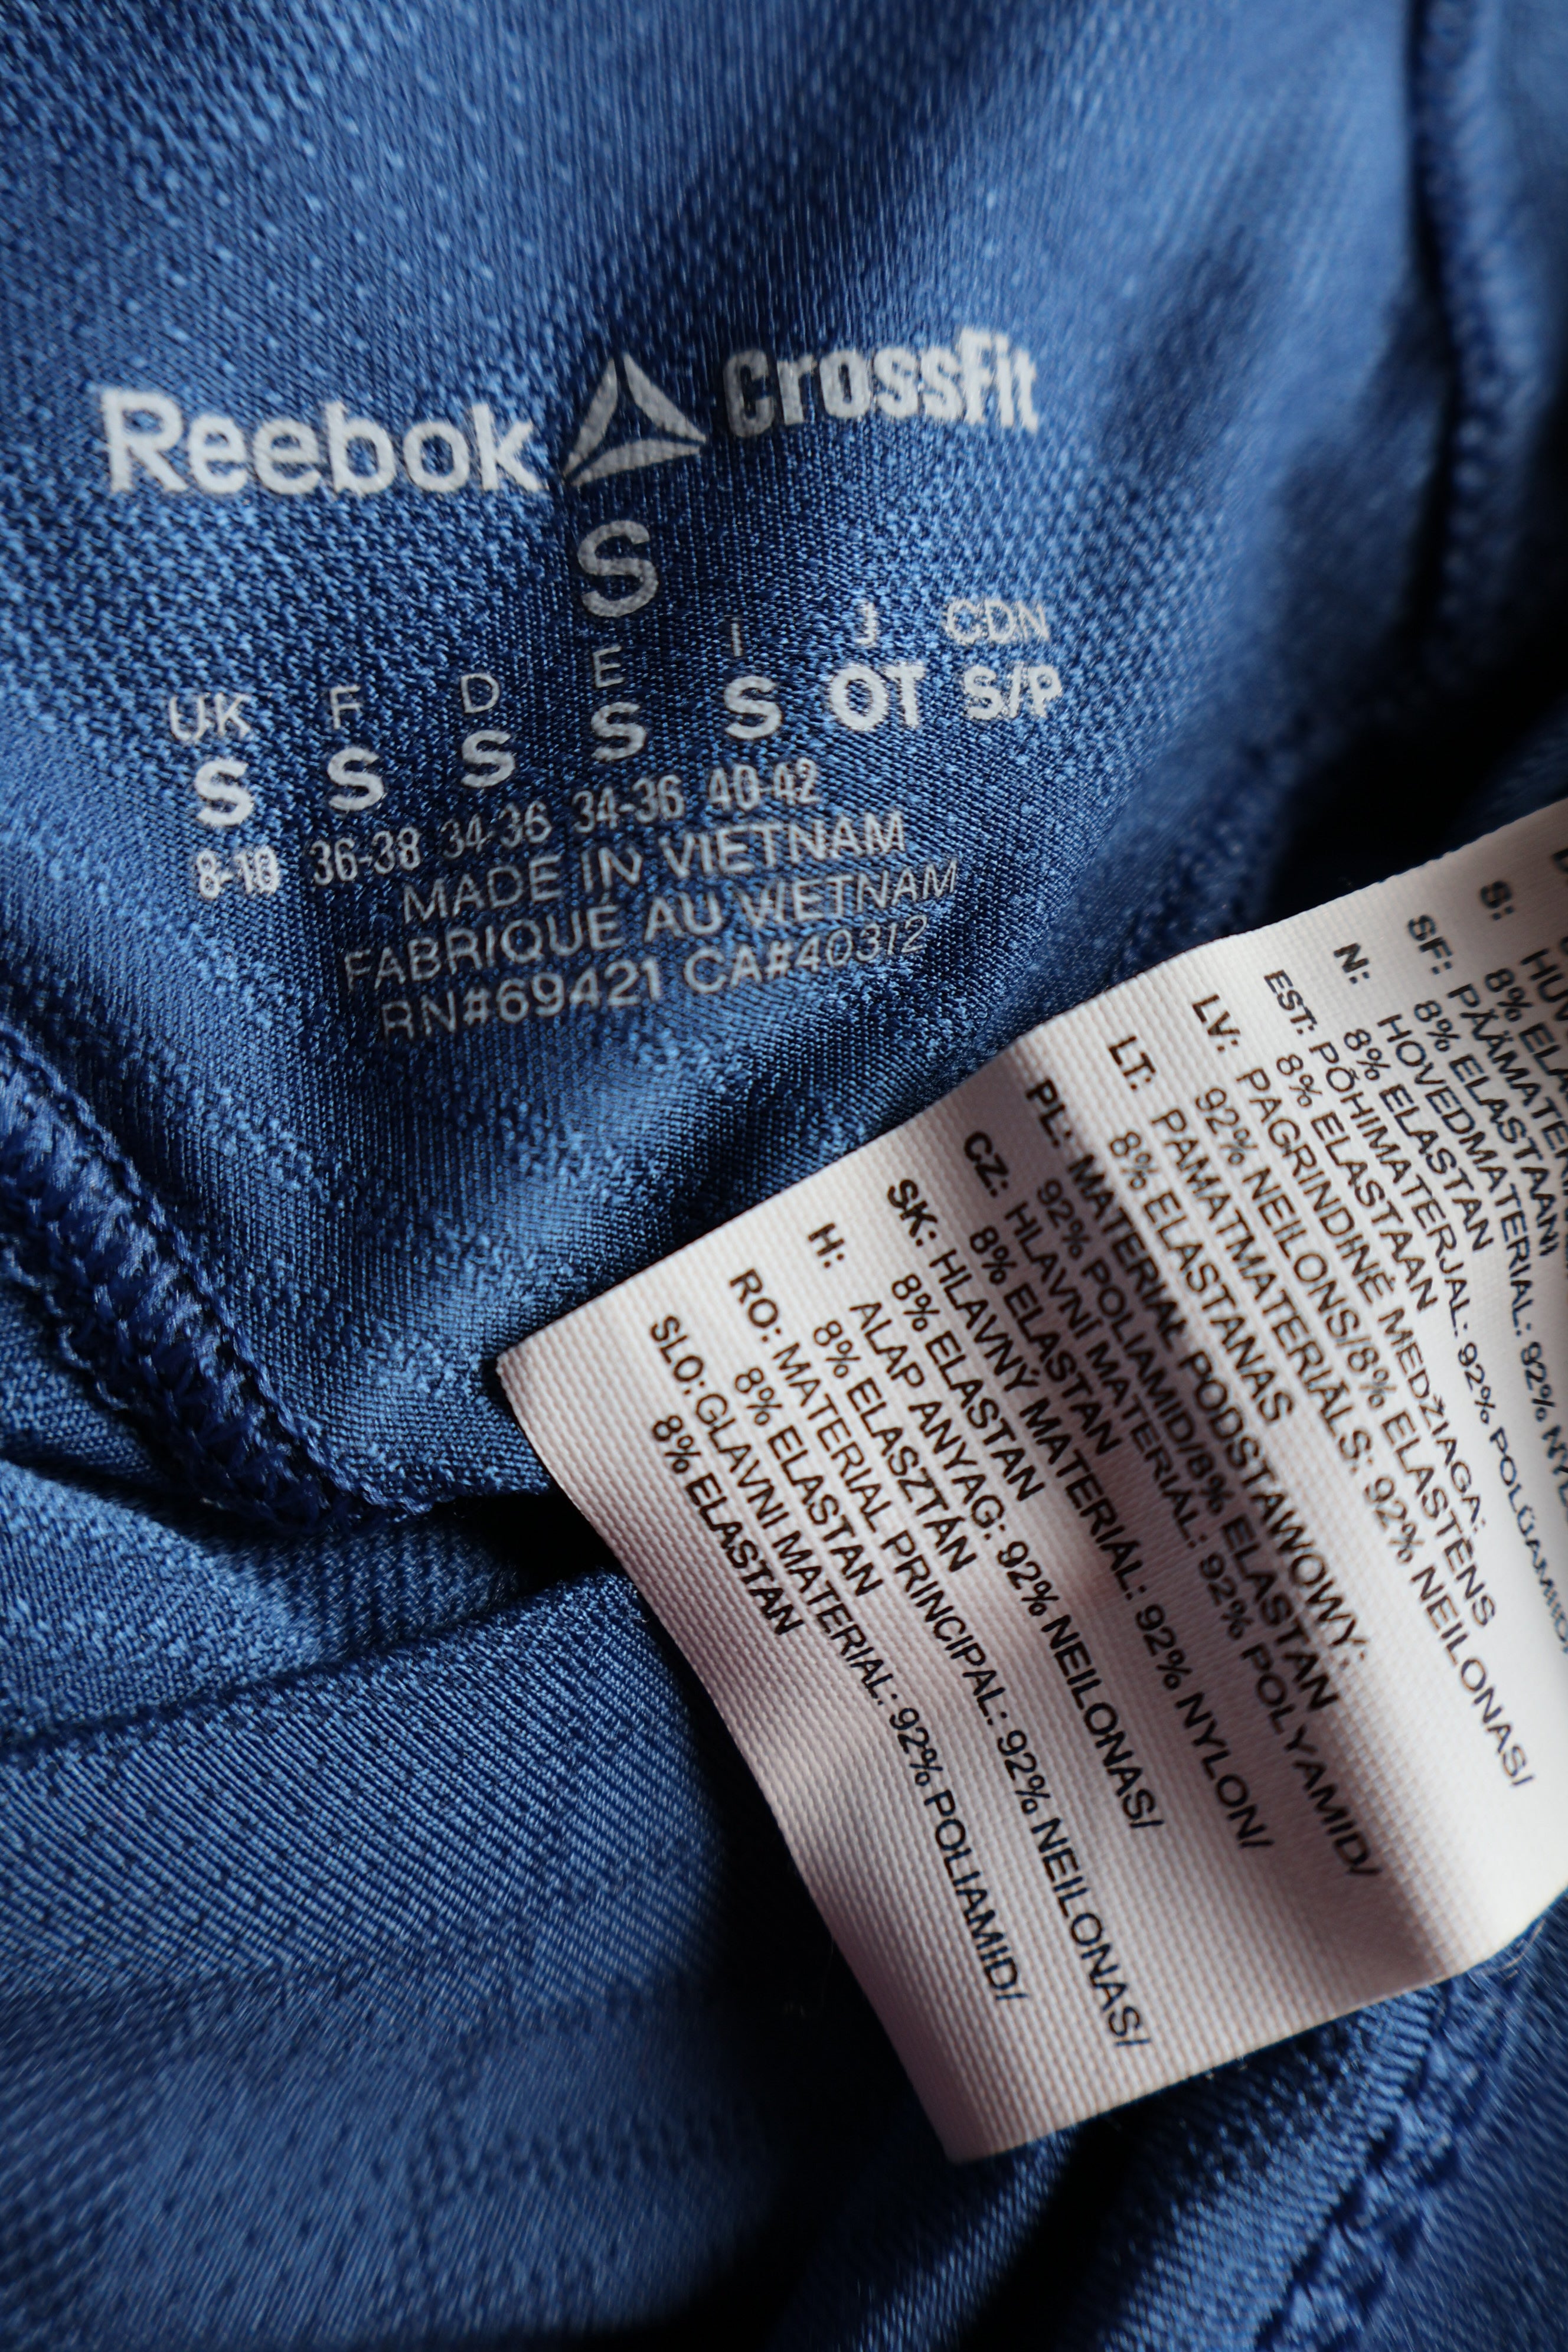 Reebok CrossFit
S
UK F D E I J CDN
S S S S S OT S/P
8-10 36-38 34-36 34-36 40-42
MADE IN VIETNAM
FABRIQUÉ AU VIETNAM
RN#69421 CA#40312
S:
8%
SF: PÄÄMATERIAALI: 92%
8% ELASTAANI
N: HOVEDMATERIAL: 92%
8% ELASTAN
EST: PÕHIMATERJAL: 92% POLÜAMIID
8% ELASTAAN
LV: PAGRINDINĖ MEDŽIAGA:
92% NEILONS/8% ELASTĒNS
LT: PAMATMATERIĀLS: 92% NEILONAS/
8% ELASTANAS
PL: MATERIAŁ PODSTAWOWY:
92% POLIAMID/8% ELASTAN
CZ: HLAVNÍ MATERIÁL: 92% POLYAMID/
8% ELASTAN
SK: HLAVNÝ MATERIÁL: 92% NYLON/
8% ELASTAN
H: ALAP ANYAG: 92% NEILONAS/
8% ELASZTÁN
RO: MATERIAL PRINCIPAL: 92% NEILONAS/
8% ELASTAN
SLO: GLAVNI MATERIAL: 92% POLIAMID/
8% ELASTAN